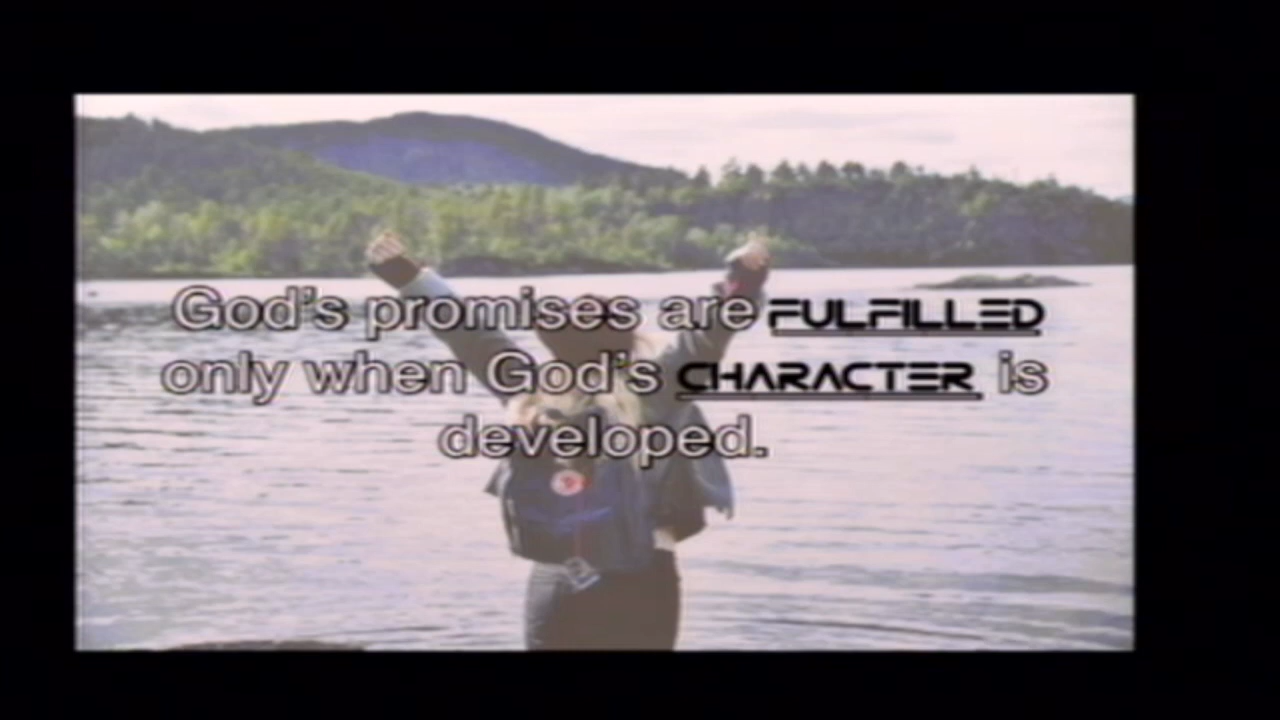 God's promises are FULFILLED
only when God's CHARACTER is
developed.